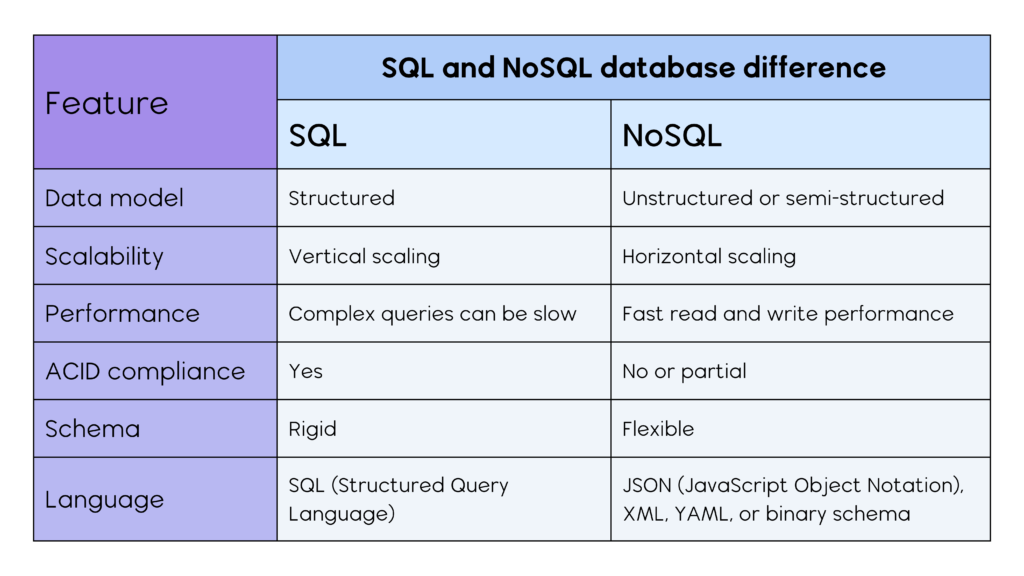 SQL and NoSQL database difference
Feature
SQL
NoSQL
Data model
Structured
Unstructured or semi-structured
Scalability
Vertical scaling
Horizontal scaling
Performance
Complex queries can be slow
Fast read and write performance
ACID compliance
Yes
No or partial
Schema
Rigid
Flexible
Language
SQL (Structured Query
Language)
JSON (JavaScript Object Notation),
XML, YAML, or binary schema